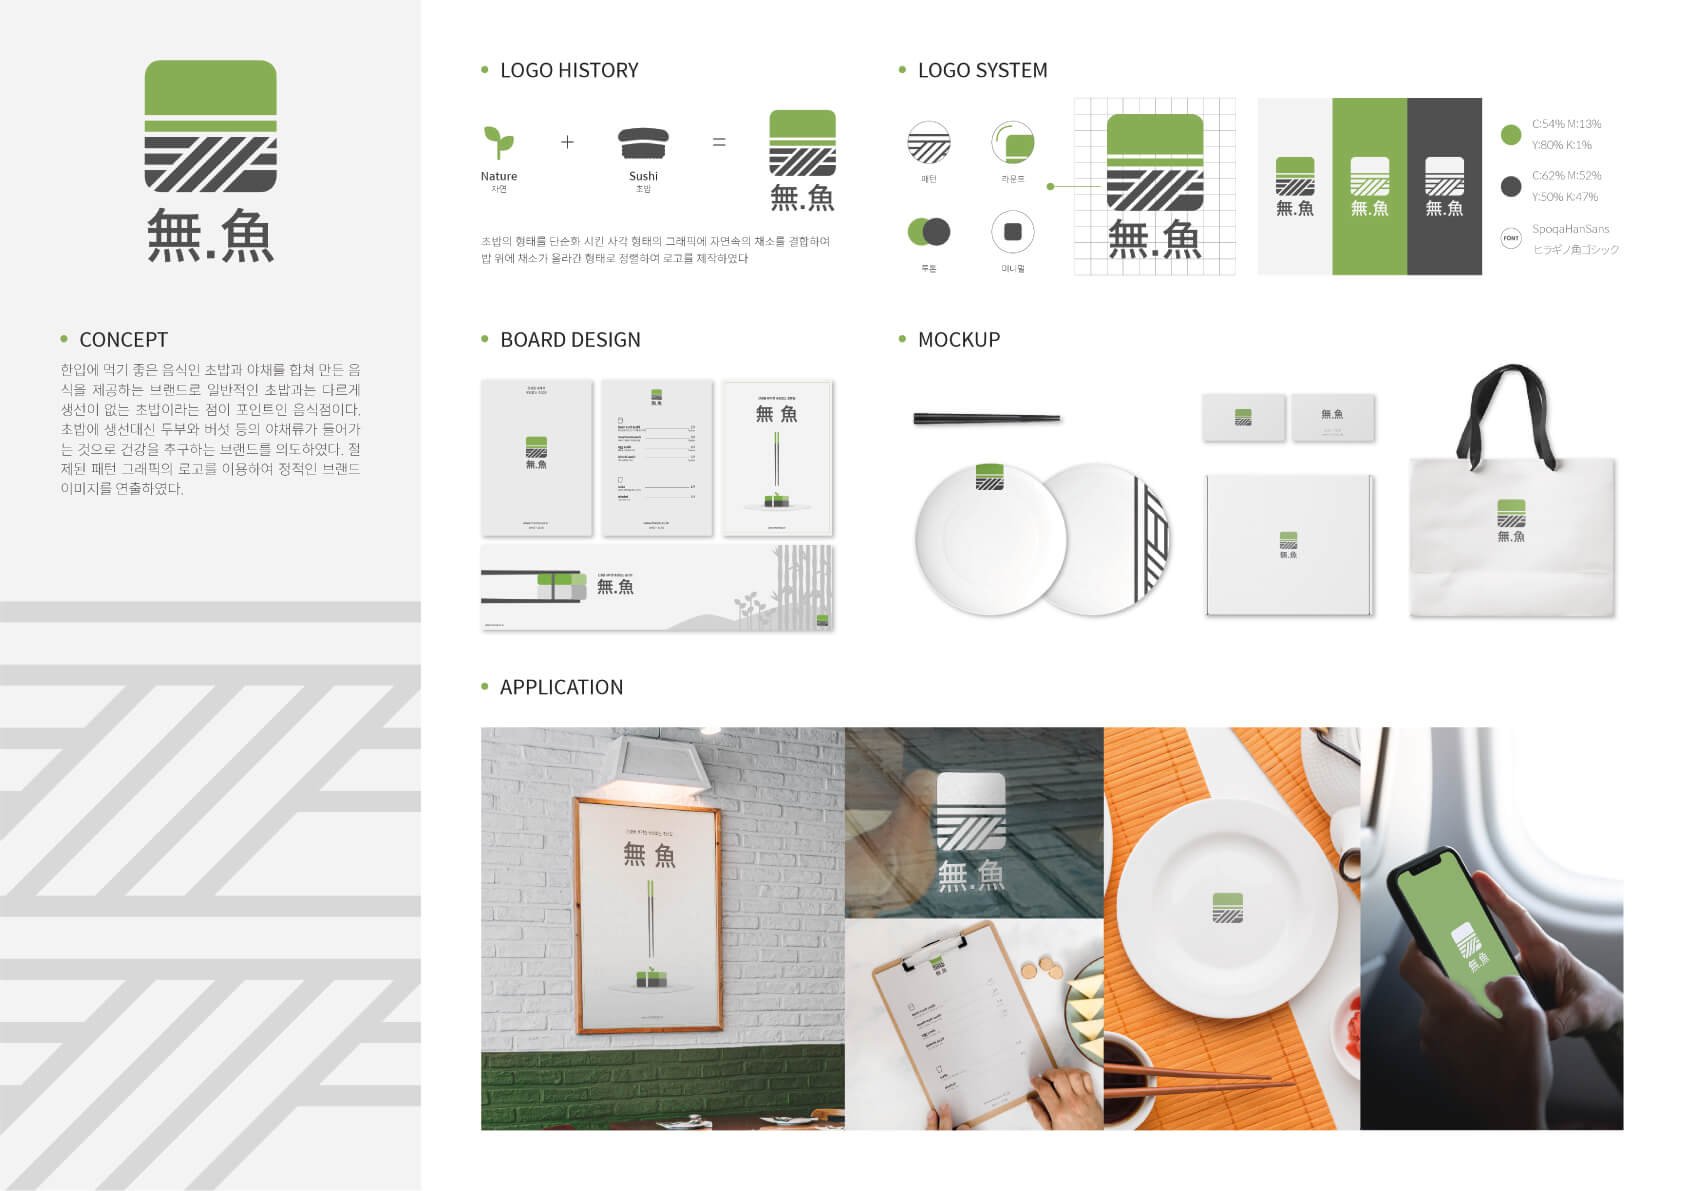 無.魚
CONCEPT
한입에 먹기 좋은 음식인 초밥과 야채를 합쳐 만든 음
식을 제공하는 브랜드로 일반적인 초밥과는 다르게
생선이 없는 초밥이라는 점이 포인트인 음식점이다.
초밥에 생선대신 두부와 버섯 등의 야채류가 들어가
는 것으로 건강을 추구하는 브랜드를 의도하였다. 절
제된 패턴 그래픽의 로고를 이용하여 정적인 브랜드
이미지를 연출하였다.
LOGO HISTORY
+
=
Nature
자연
Sushi
초밥
無.魚
초밥의 형태를 단순화 시킨 사각 형태의 그래픽에 자연속의 채소를 결합하여
밥 위에 채소가 올라간 형태로 정렬하여 로고를 제작하였다
LOGO SYSTEM
패턴
라운드
투톤
미니멀
無.魚
無.魚
無.魚
無.魚
C:54% M:13%
Y:80% K:1%
C:62% M:52%
Y:50% K:47%
FONT
SpoqaHanSans
ヒラギノ角ゴシック
BOARD DESIGN
無.魚
無.魚
無 魚
無.魚
MOCKUP
無.魚
無.魚
無.魚
APPLICATION
無 魚
無.魚
無.魚
無.魚